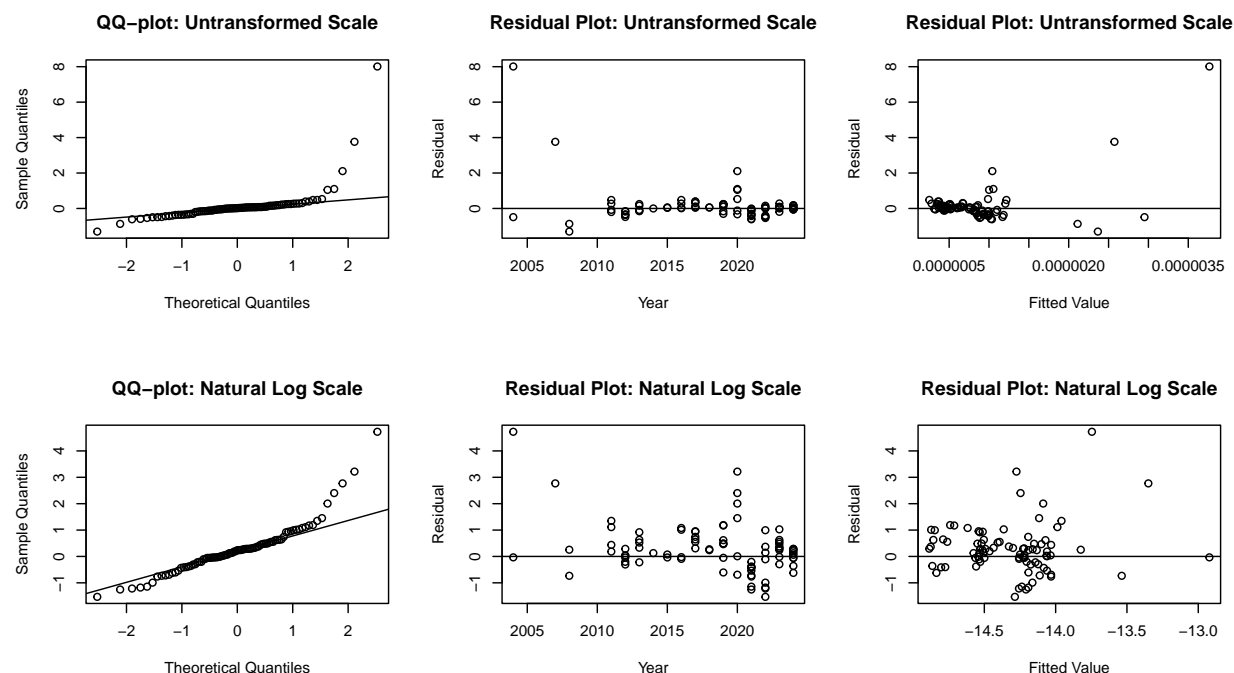 QQ−plot: Untransformed Scale
Sample Quantiles
8
6
4
2
0
−2 −1 0 1 2
Theoretical Quantiles
Residual Plot: Untransformed Scale
Residual
8
6
4
2
0
2005 2010 2015 2020
Year
Residual Plot: Untransformed Scale
Residual
8
6
4
2
0
0.0000005 0.0000020 0.0000035
Fitted Value
QQ−plot: Natural Log Scale
Sample Quantiles
4
3
2
1
0
−1
−2 −1 0 1 2
Theoretical Quantiles
Residual Plot: Natural Log Scale
Residual
4
3
2
1
0
−1
2005 2010 2015 2020
Year
Residual Plot: Natural Log Scale
Residual
4
3
2
1
0
−1
−14.5 −14.0 −13.5 −13.0
Fitted Value